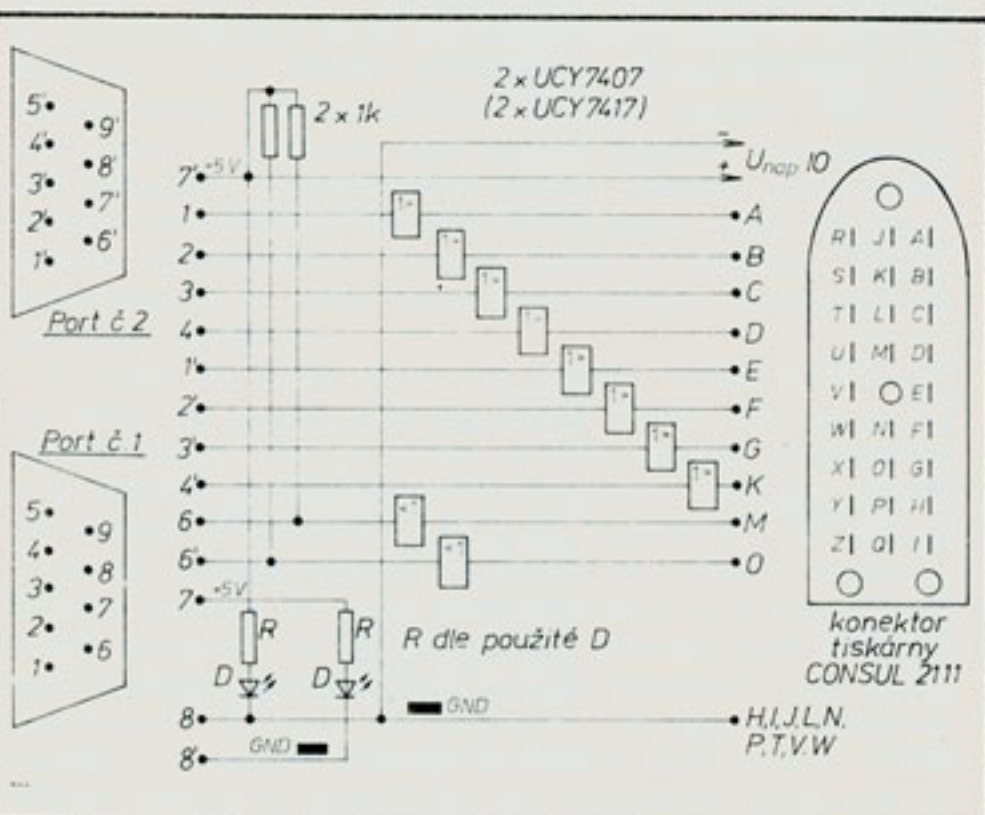 2 x UCY7407
(2 x UCY7417)
5'
4'
3'
2'
1'
9'
8'
7'
6'
Port č.2
2 x 1k
7'
+5V
-
+
Unap IO
1
A
2
B
3
C
4
D
1'
E
2'
F
3'
G
4'
K
6
M
6'
O
7
+5V
R
R
R dle použité D
D
D
8
GND
H,I,J,L,N,
P,T,V,W
GND
8'
Port č.1
5
4
3
2
1
9
8
7
6
R J A
S K B
T L C
U M D
V E
W N F
X O G
Y P H
Z Q I
konektor
tiskárny
CONSUL 2111